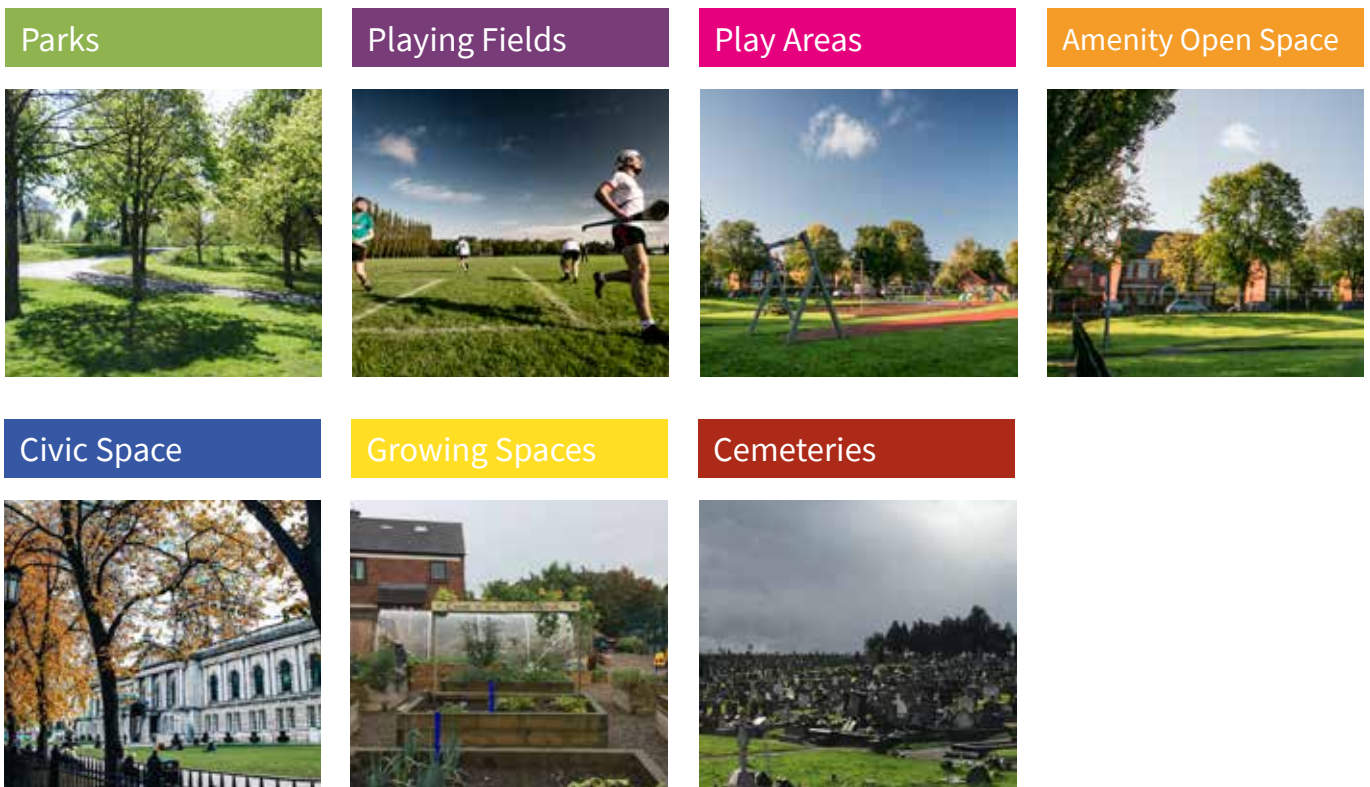 Parks
Playing Fields
Play Areas
Amenity Open Space
Civic Space
Growing Spaces
Cemeteries